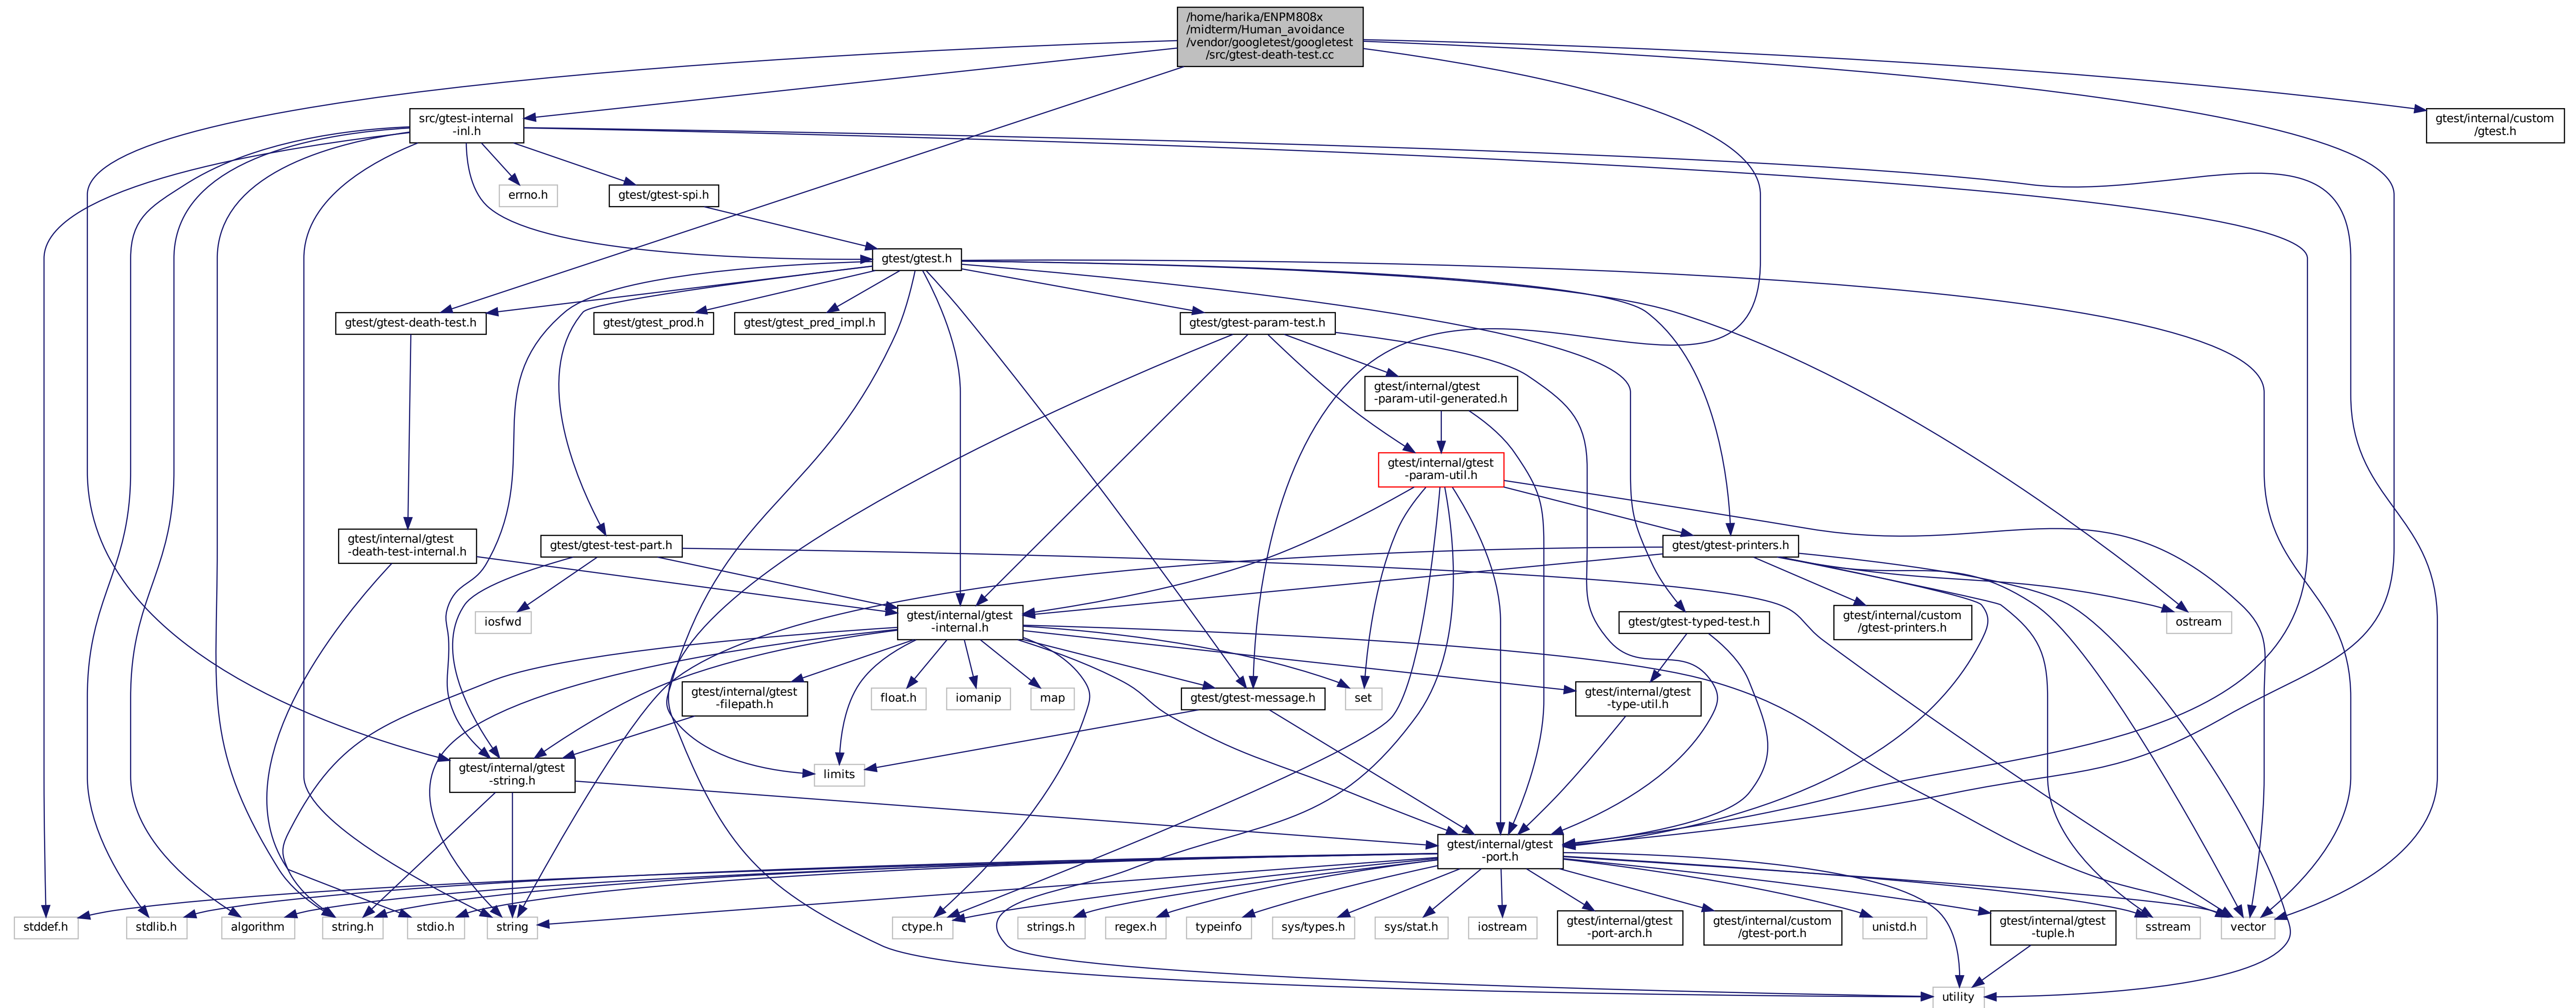 /home/harika/ENPM808x
/midterm/Human_avoidance
/vendor/googletest/googletest
/src/gtest-death-test.cc
src/gtest-internal
-inl.h
gtest/internal/custom
/gtest.h
errno.h
gtest/gtest-spi.h
gtest/gtest.h
gtest/gtest-death-test.h
gtest/gtest_prod.h
gtest/gtest_pred_impl.h
gtest/gtest-param-test.h
gtest/internal/gtest
-param-util-generated.h
gtest/internal/gtest
-param-util.h
gtest/internal/gtest
-death-test-internal.h
gtest/gtest-test-part.h
gtest/gtest-printers.h
iosfwd
gtest/internal/gtest
-internal.h
gtest/gtest-typed-test.h
gtest/internal/custom
/gtest-printers.h
ostream
gtest/internal/gtest
-filepath.h
float.h
iomanip
map
gtest/gtest-message.h
set
gtest/internal/gtest
-type-util.h
gtest/internal/gtest
-string.h
limits
gtest/internal/gtest
-port.h
stddef.h
stdlib.h
algorithm
string.h
stdio.h
string
ctype.h
strings.h
regex.h
typeinfo
sys/types.h
sys/stat.h
iostream
gtest/internal/gtest
-port-arch.h
gtest/internal/custom
/gtest-port.h
unistd.h
gtest/internal/gtest
-tuple.h
sstream
vector
utility